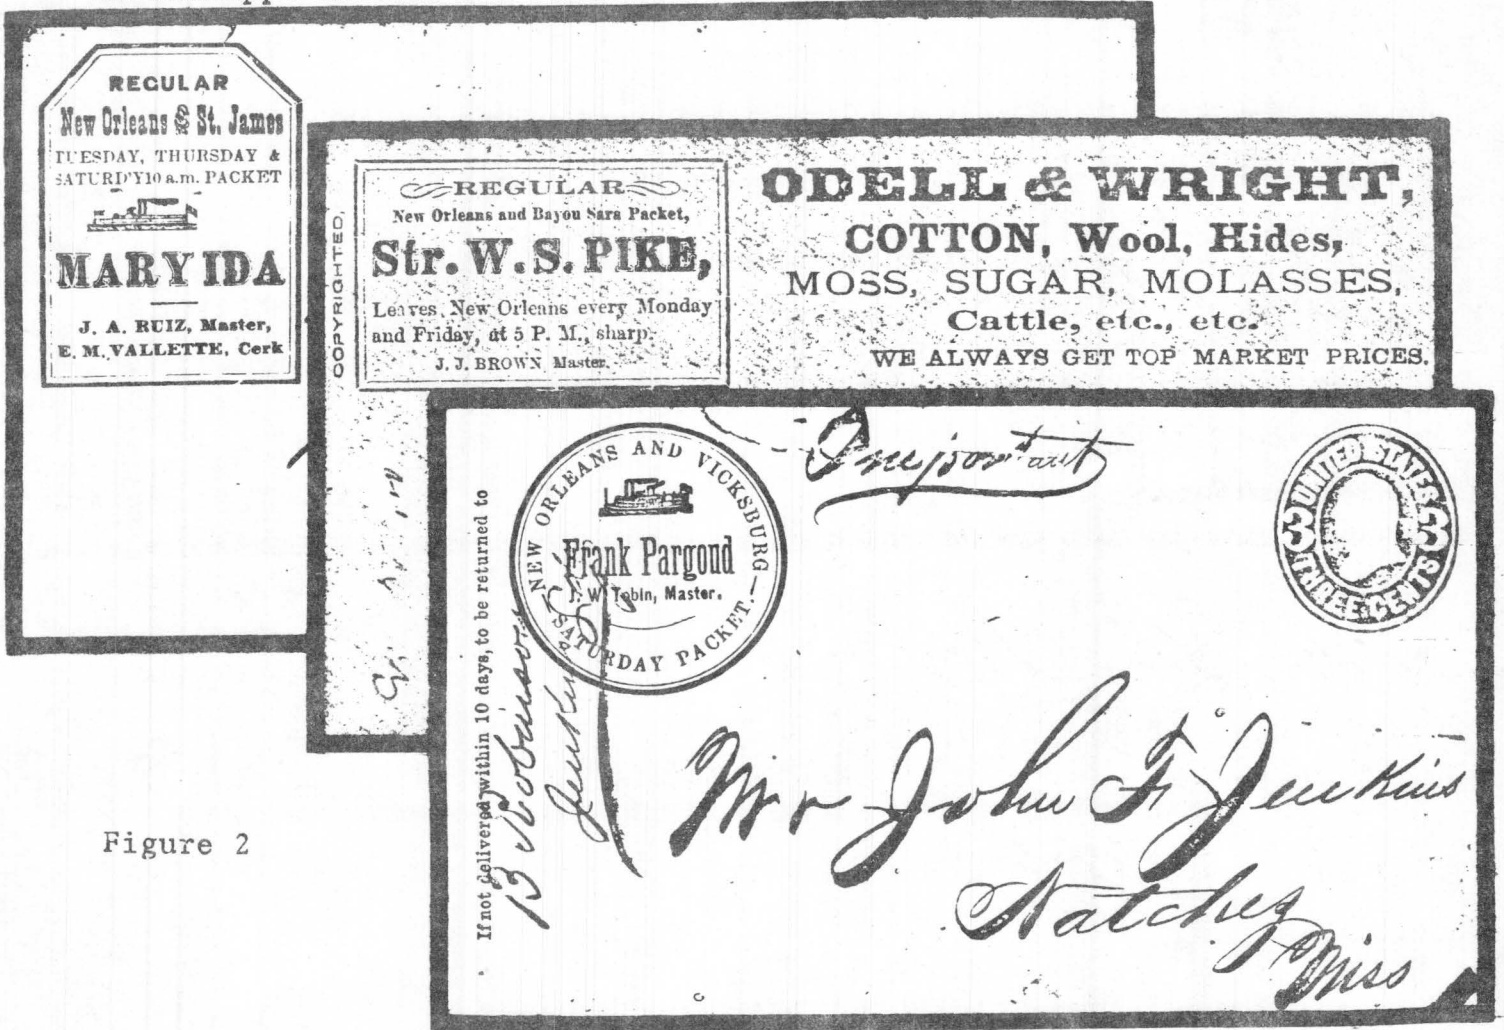 REGULAR
New Orleans & St. James
TUESDAY, THURSDAY &
SATURD'Y 10 a.m. PACKET
MARY IDA
J. A. RUIZ, Master,
E. M. VALLETTE, Cerk
COPYRIGHTED.
REGULAR
New Orleans and Bayou Sara Packet,
Str. W. S. PIKE,
Leaves New Orleans every Monday
and Friday, at 5 P. M., sharp.
J. J. BROWN Master.
ODELL & WRIGHT,
COTTON, Wool, Hides,
MOSS, SUGAR, MOLASSES,
Cattle, etc., etc.
WE ALWAYS GET TOP MARKET PRICES.
If not delivered within 10 days, to be returned to
B Robinson
Jenkins
NEW ORLEANS AND VICKSBURG
Frank Pargoud
J. W. Tobin, Master.
SATURDAY PACKET.
Important
UNITED STATES
3 3
THREE CENTS
Mr John F Jenkins
Natchez
Miss
Figure 2